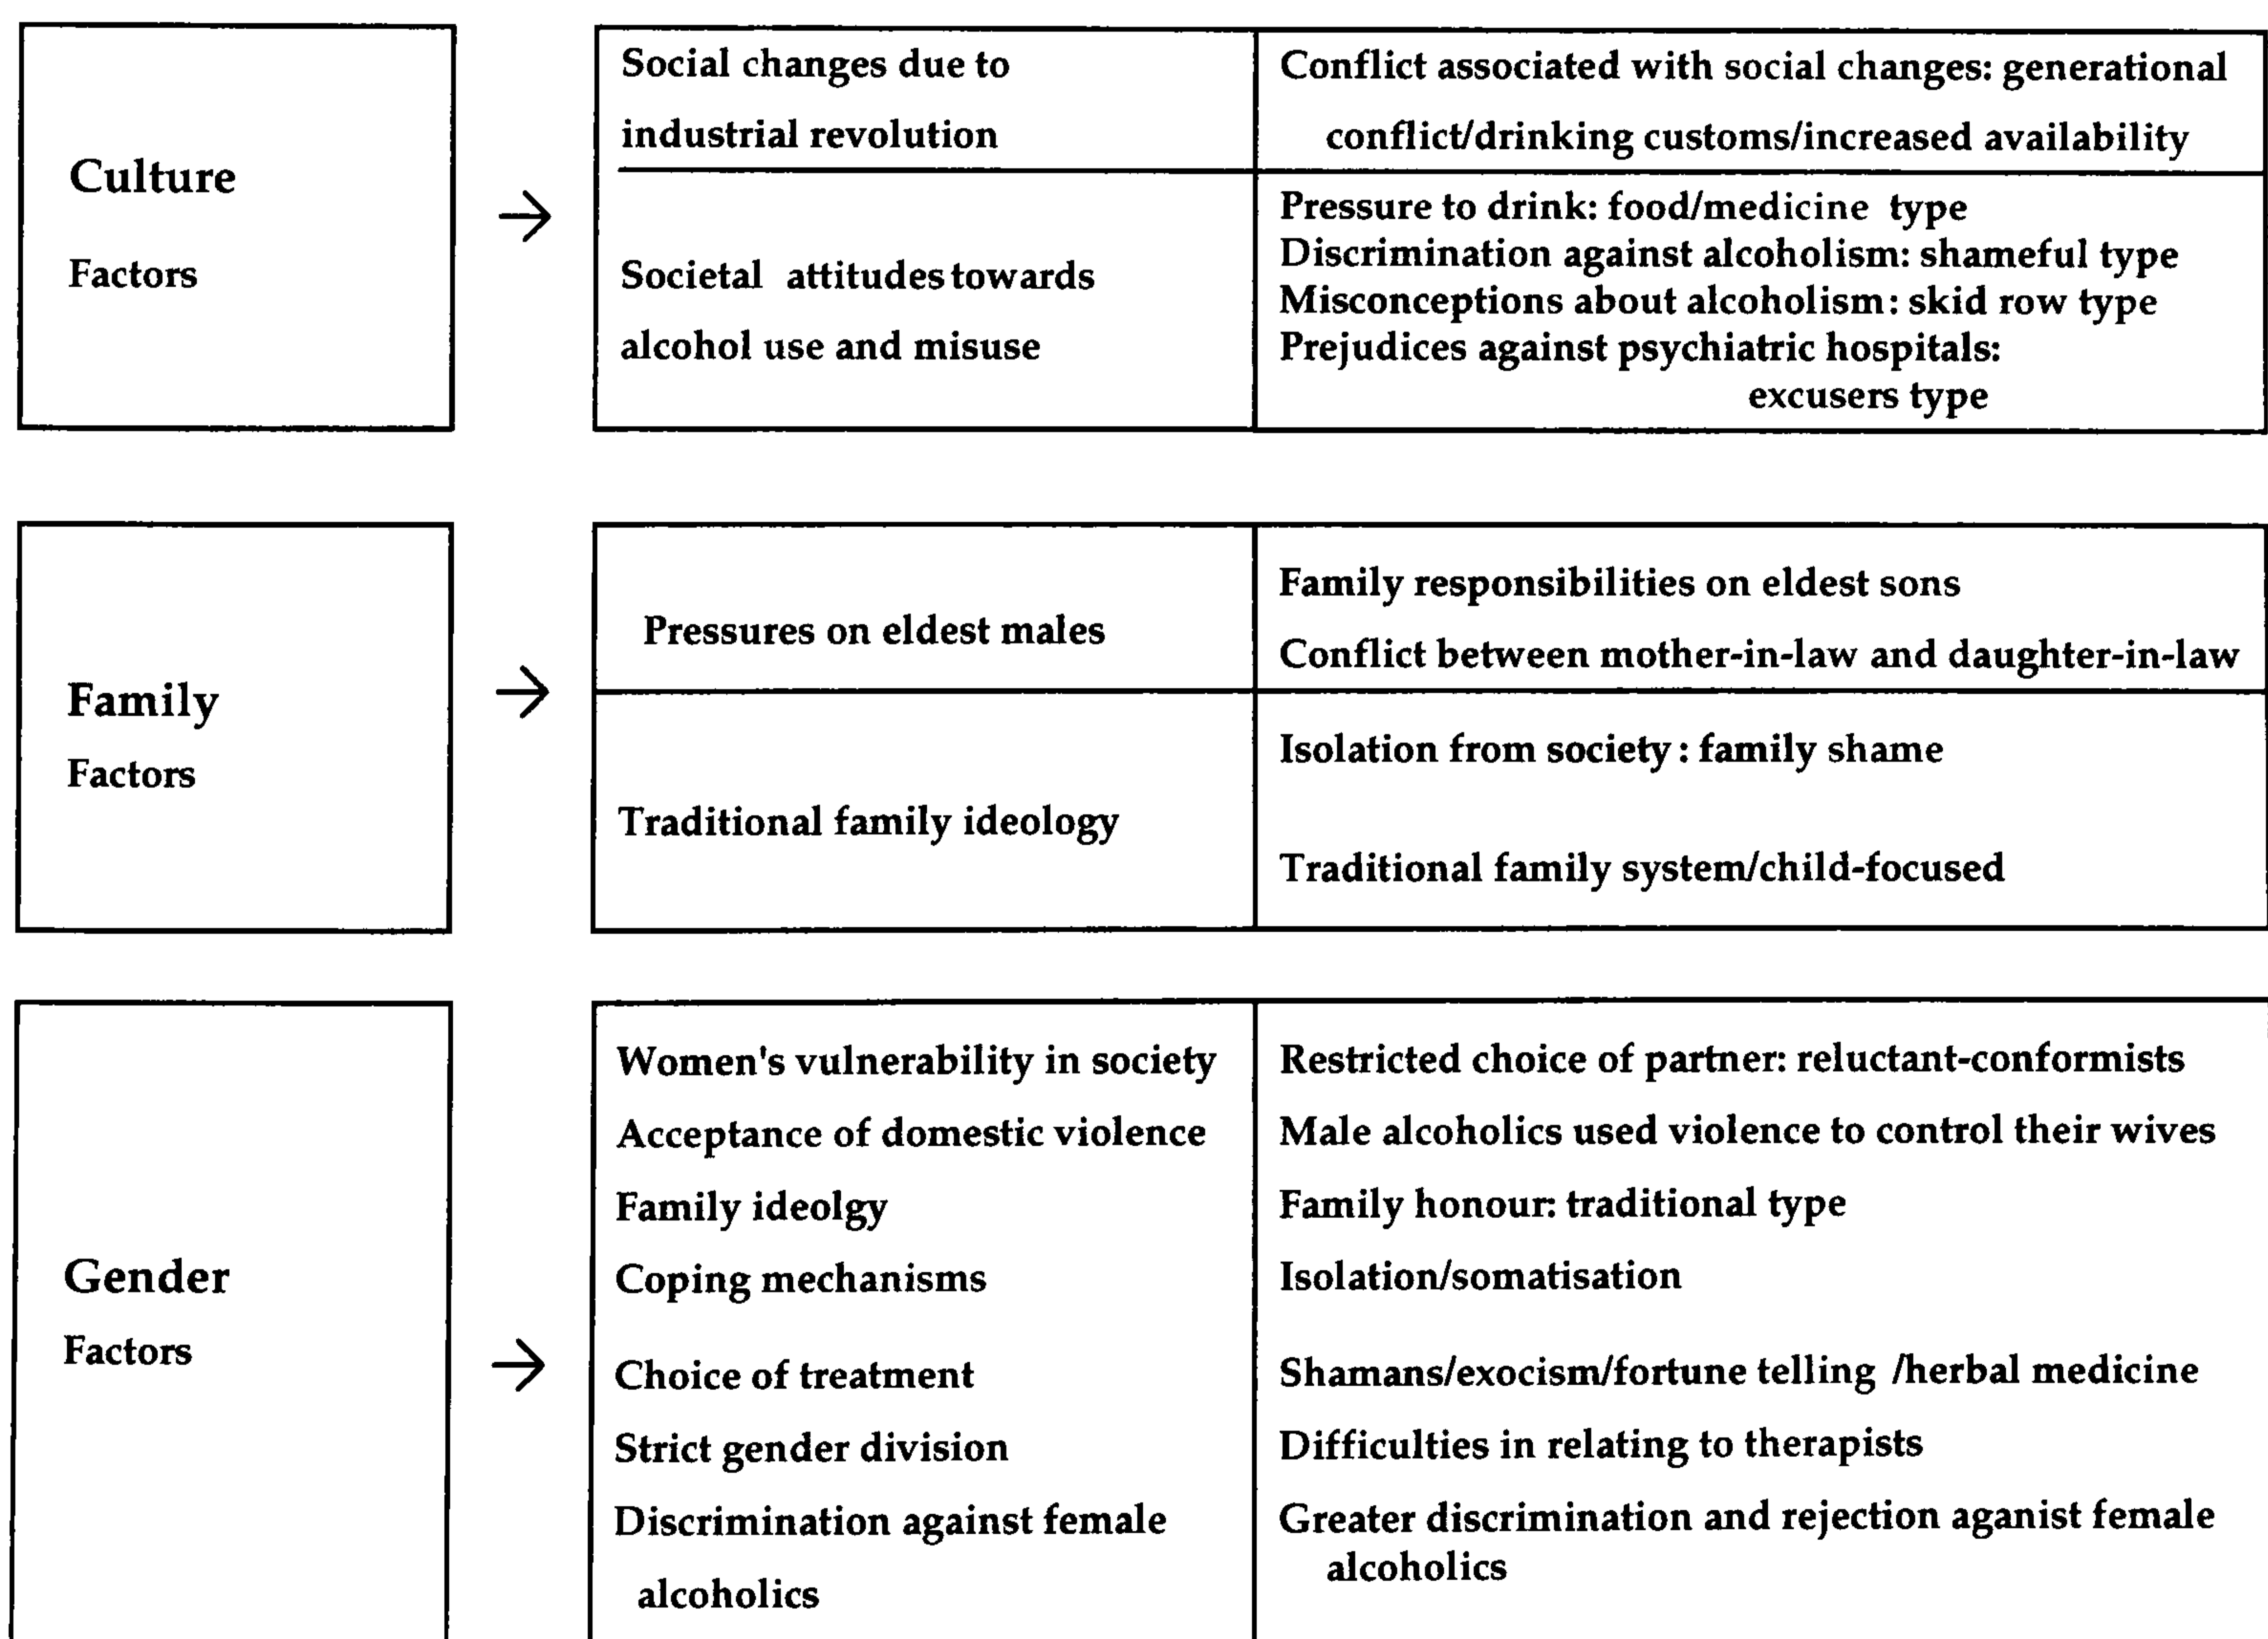 Culture
Factors
→
Social changes due to
industrial revolution
Conflict associated with social changes: generational
conflict/drinking customs/increased availability
Societal attitudes towards
alcohol use and misuse
Pressure to drink: food/medicine type
Discrimination against alcoholism: shameful type
Misconceptions about alcoholism: skid row type
Prejudices against psychiatric hospitals:
excusers type
Family
Factors
→
Pressures on eldest males
Family responsibilities on eldest sons
Conflict between mother-in-law and daughter-in-law
Traditional family ideology
Isolation from society: family shame
Traditional family system/child-focused
Gender
Factors
→
Women's vulnerability in society
Restricted choice of partner: reluctant-conformists
Acceptance of domestic violence
Male alcoholics used violence to control their wives
Family ideolgy
Family honour: traditional type
Coping mechanisms
Isolation/somatisation
Choice of treatment
Shamans/exocism/fortune telling /herbal medicine
Strict gender division
Difficulties in relating to therapists
Discrimination against female
alcoholics
Greater discrimination and rejection aganist female
alcoholics